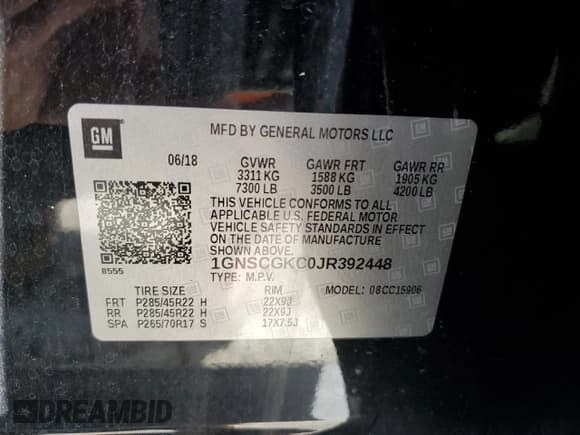 GM
MFD BY GENERAL MOTORS LLC
06/18 GVWR GAWR FRT GAWR RR
3311 KG 1588 KG 1905 KG
7300 LB 3500 LB 4200 LB
THIS VEHICLE CONFORMS TO ALL
APPLICABLE U.S. FEDERAL MOTOR
VEHICLE SAFETY STANDARDS IN EFFECT
ON THE DATE OF MANUFACTURE SHOWN ABOVE.
1GNSCGKC0JR392448
8555
TYPE: M.P.V. MODEL: 08CC15906
TIRE SIZE RIM
FRT P285/45R22 H 22X9J
RR P285/45R22 H 22X9J
SPA P265/70R17 S 17X7.5J
DREAMBID